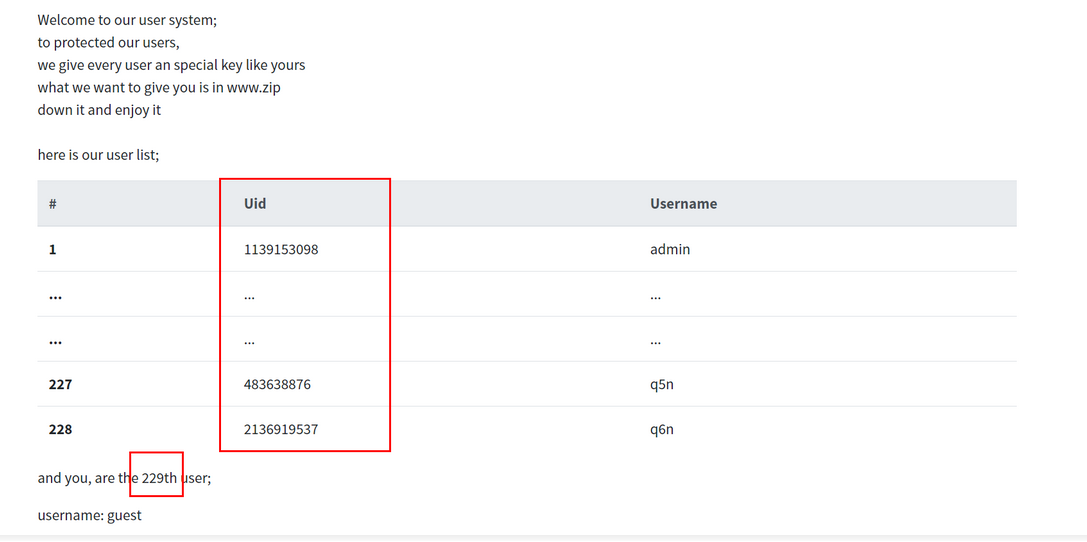 Welcome to our user system;
to protected our users,
we give every user an special key like yours
what we want to give you is in www.zip
down it and enjoy it
here is our user list;
# Uid Username
1 1139153098 admin
... ... ...
... ... ...
227 483638876 q5n
228 2136919537 q6n
and you, are the 229th user;
username: guest